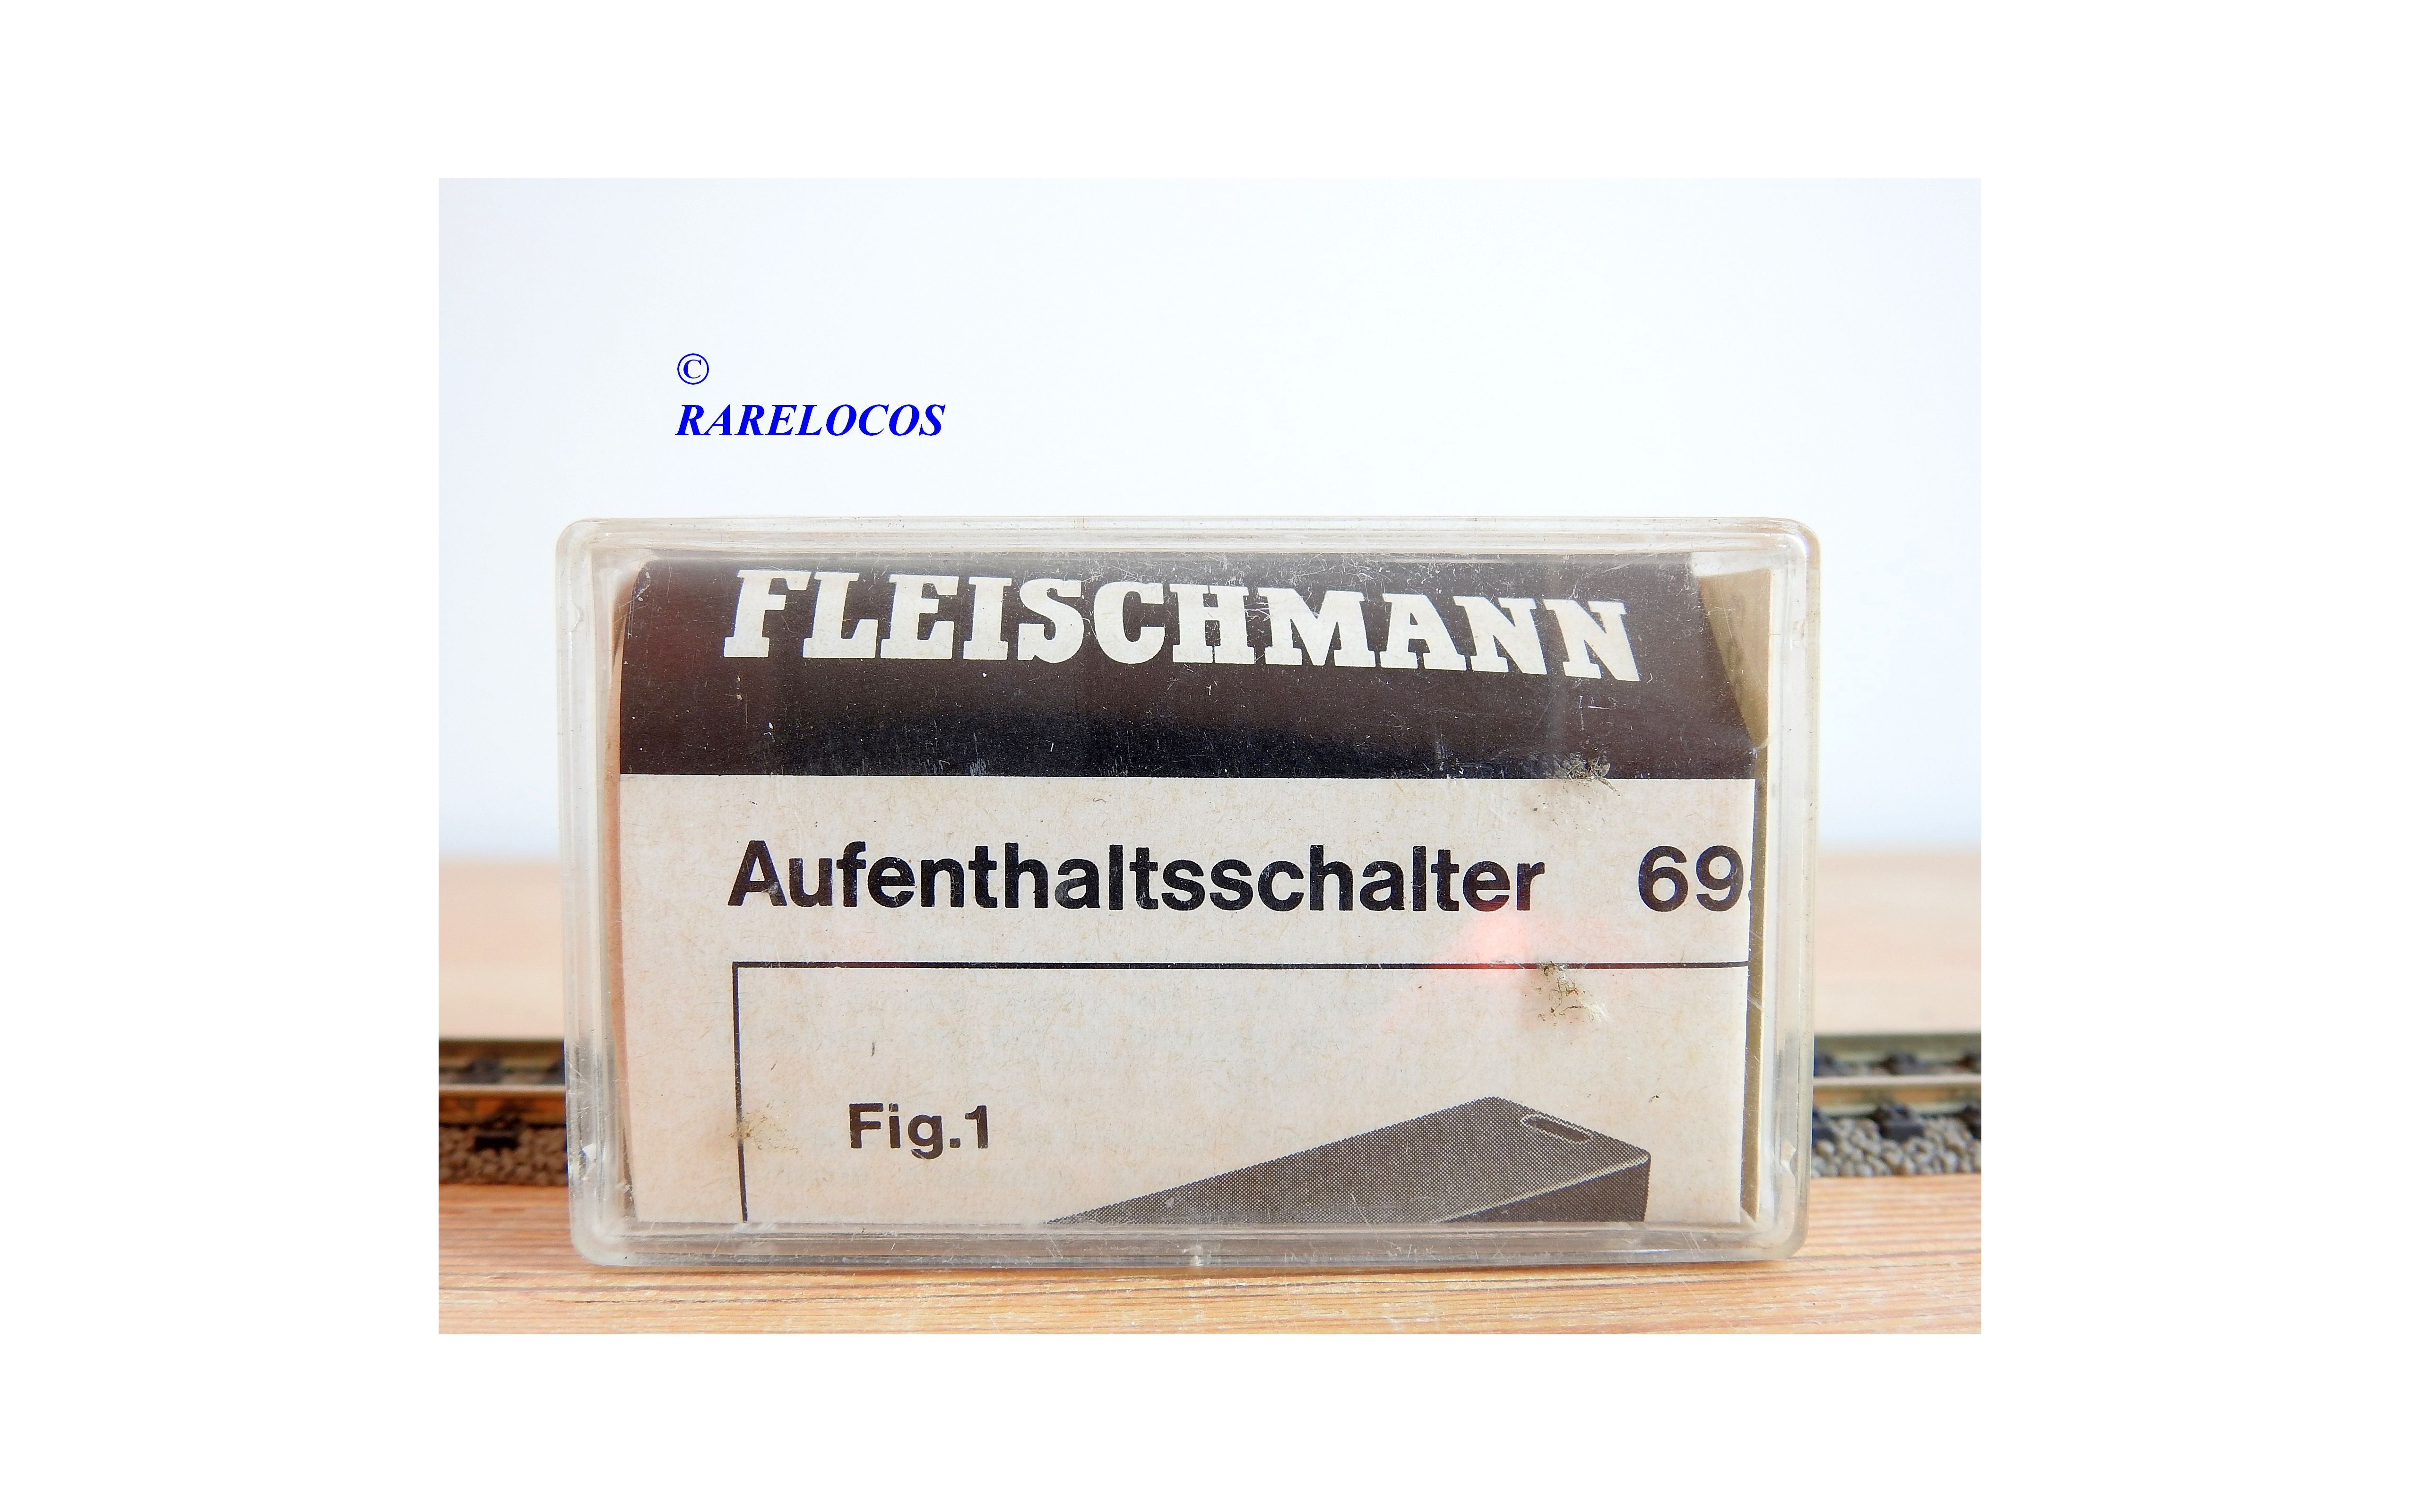 ©
RARELOCOS
FLEISCHMANN
Aufenthaltsschalter 69
Fig.1